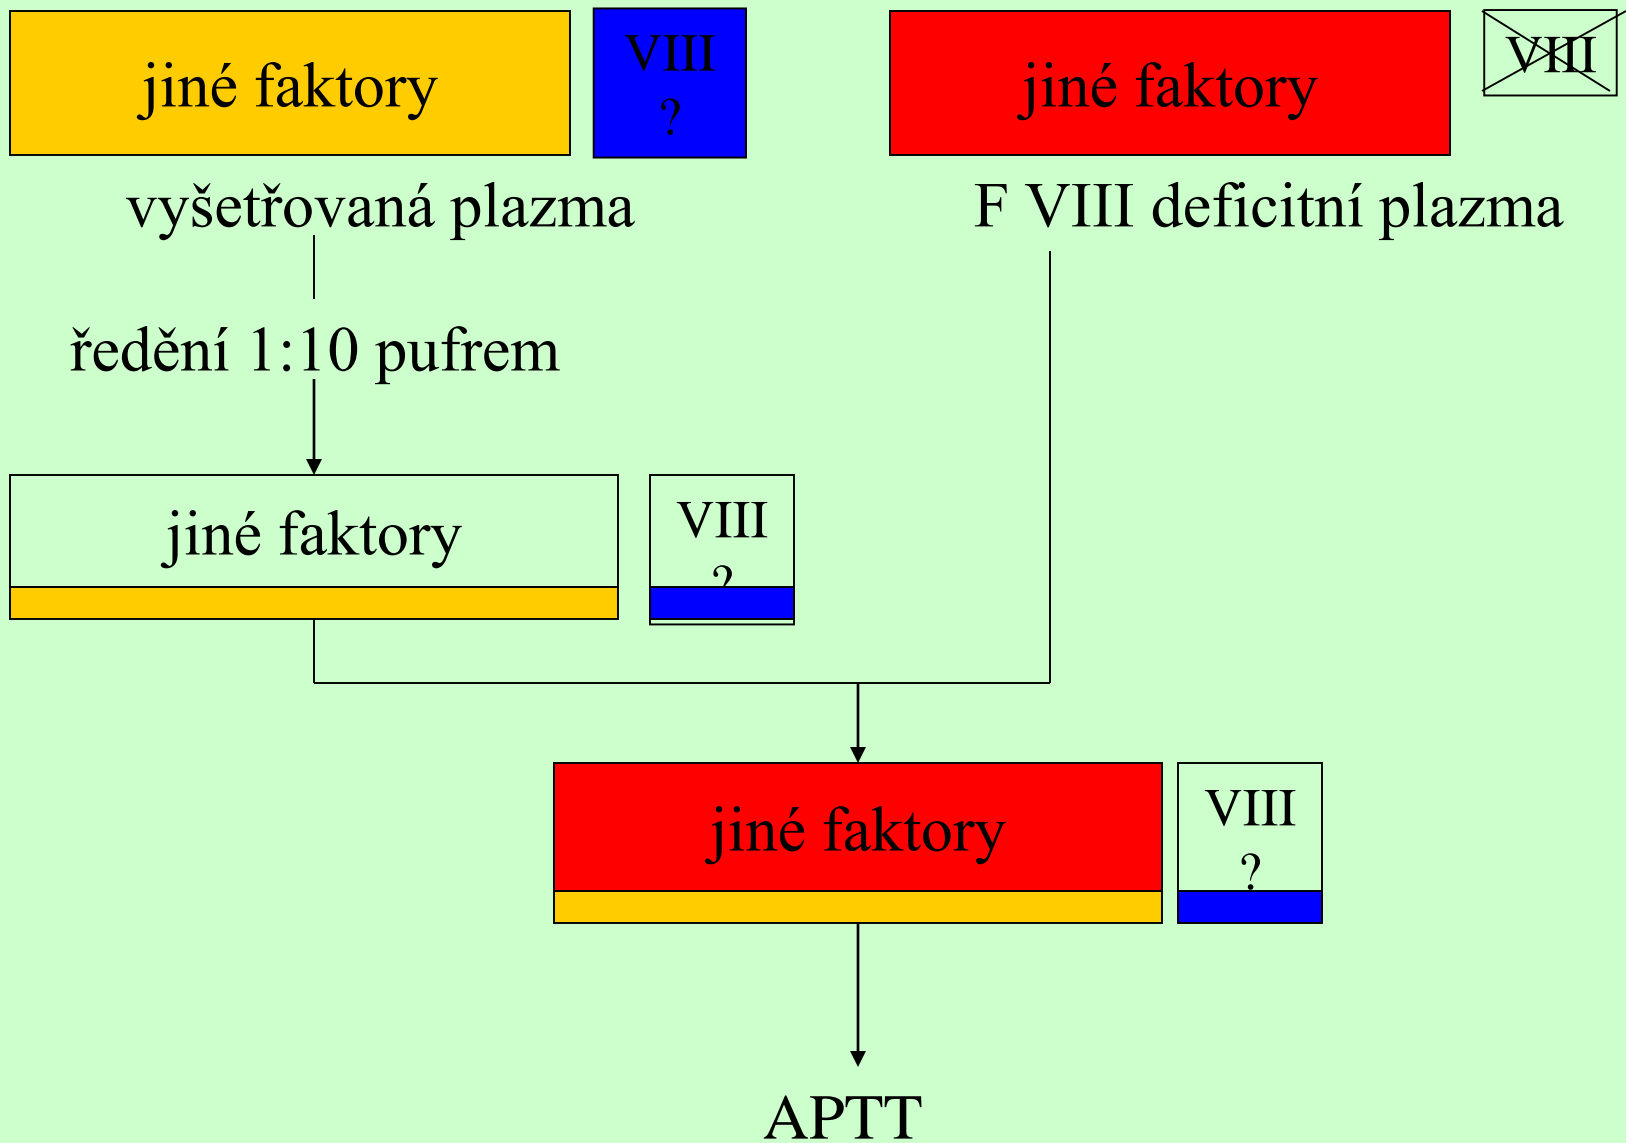 jiné faktory
VIII
?
jiné faktory
VIII
vyšetřovaná plazma
F VIII deficitní plazma
ředění 1:10 pufrem
jiné faktory
VIII
?
jiné faktory
VIII
?
APTT